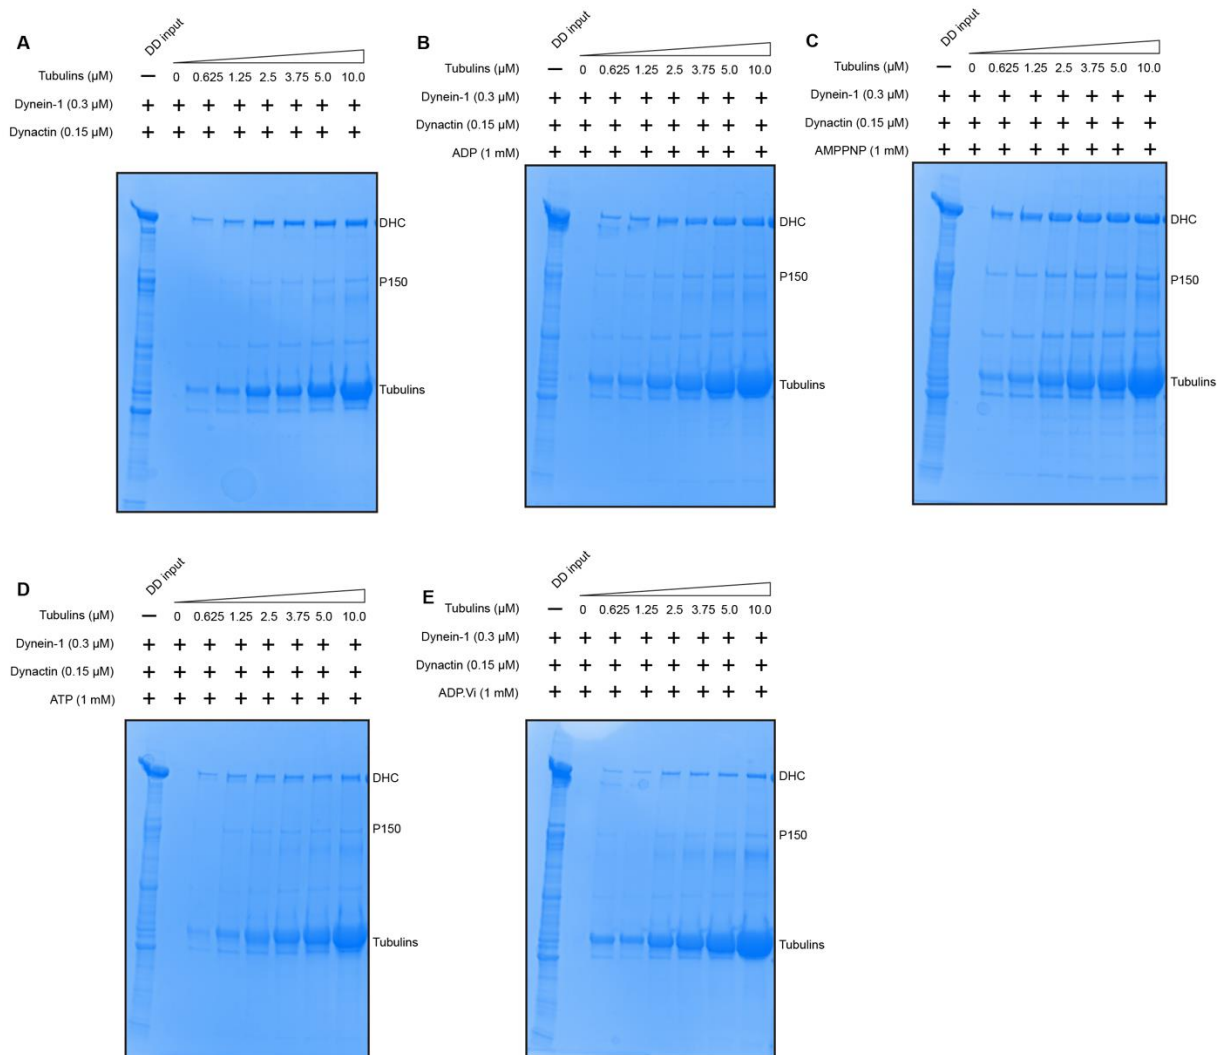 A
DD input
Tubulins (µM) — 0 0.625 1.25 2.5 3.75 5.0 10.0
Dynein-1 (0.3 µM) + + + + + + + +
Dynactin (0.15 µM) + + + + + + + +
DHC
P150
Tubulins
B
DD input
Tubulins (µM) — 0 0.625 1.25 2.5 3.75 5.0 10.0
Dynein-1 (0.3 µM) + + + + + + + +
Dynactin (0.15 µM) + + + + + + + +
ADP (1 mM) + + + + + + + +
DHC
P150
Tubulins
C
DD input
Tubulins (µM) — 0 0.625 1.25 2.5 3.75 5.0 10.0
Dynein-1 (0.3 µM) + + + + + + + +
Dynactin (0.15 µM) + + + + + + + +
AMPPNP (1 mM) + + + + + + + +
DHC
P150
Tubulins
D
DD input
Tubulins (µM) — 0 0.625 1.25 2.5 3.75 5.0 10.0
Dynein-1 (0.3 µM) + + + + + + + +
Dynactin (0.15 µM) + + + + + + + +
ATP (1 mM) + + + + + + + +
DHC
P150
Tubulins
E
DD input
Tubulins (µM) — 0 0.625 1.25 2.5 3.75 5.0 10.0
Dynein-1 (0.3 µM) + + + + + + + +
Dynactin (0.15 µM) + + + + + + + +
ADP.Vi (1 mM) + + + + + + + +
DHC
P150
Tubulins